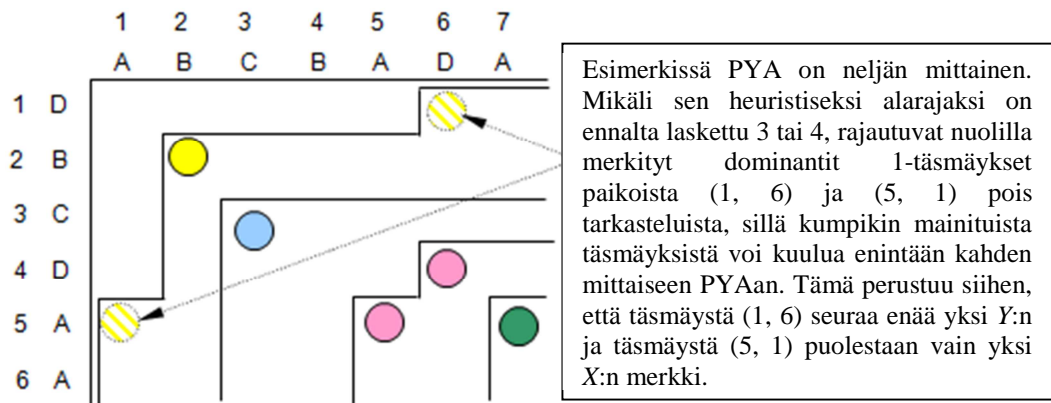 1 2 3 4 5 6 7
A B C B A D A
1 D
2 B
3 C
4 D
5 A
6 A
Esimerkissä PYA on neljän mittainen.
Mikäli sen heuristiseksi alarajaksi on
ennalta laskettu 3 tai 4, rajautuvat nuolilla
merkityt dominantit 1-täsmäykset
paikoista (1, 6) ja (5, 1) pois
tarkasteluista, sillä kumpikin mainituista
täsmäyksistä voi kuulua enintään kahden
mittaiseen PYAan. Tämä perustuu siihen,
että täsmäystä (1, 6) seuraa enää yksi Y:n
ja täsmäystä (5, 1) puolestaan vain yksi
X:n merkki.